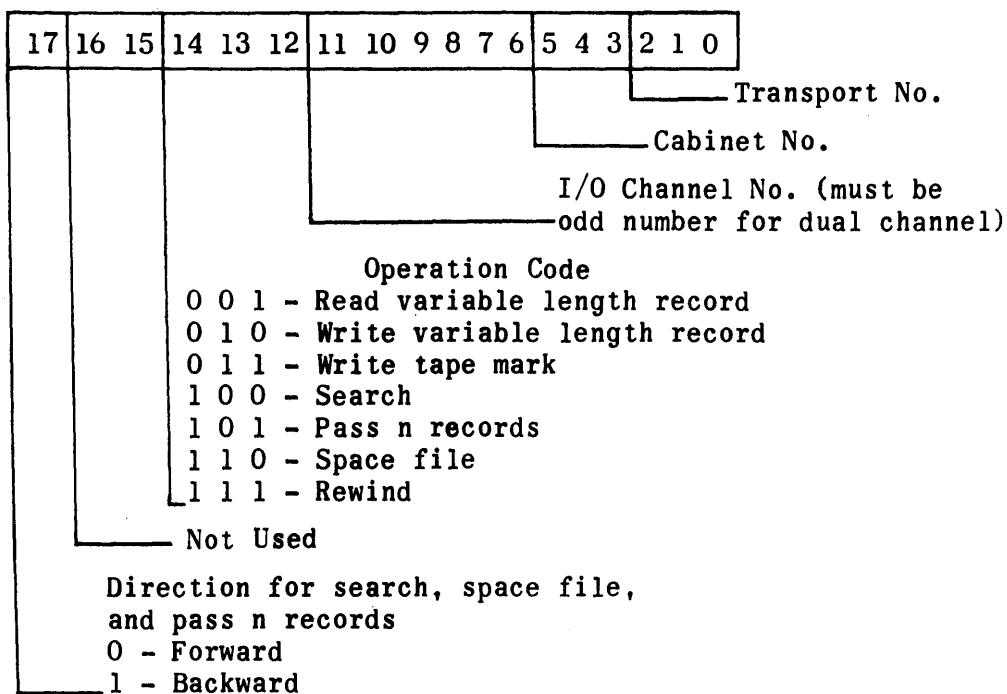 17 16 15 14 13 12 11 10 9 8 7 6 5 4 3 2 1 0
Transport No.
Cabinet No.
I/O Channel No. (must be
odd number for dual channel)
Operation Code
0 0 1 - Read variable length record
0 1 0 - Write variable length record
0 1 1 - Write tape mark
1 0 0 - Search
1 0 1 - Pass n records
1 1 0 - Space file
1 1 1 - Rewind
Not Used
Direction for search, space file,
and pass n records
0 - Forward
1 - Backward